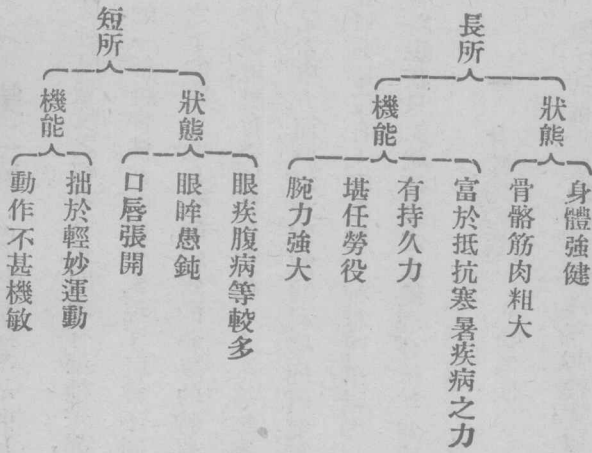 長所
狀態
身體強健
骨骼筋肉粗大
機能
富於抵抗寒暑疾病之力
有持久力
堪任勞役
腕力強大
短所
狀態
眼疾腹病等較多
眼眸愚鈍
口唇張開
機能
拙於輕妙運動
動作不甚機敏